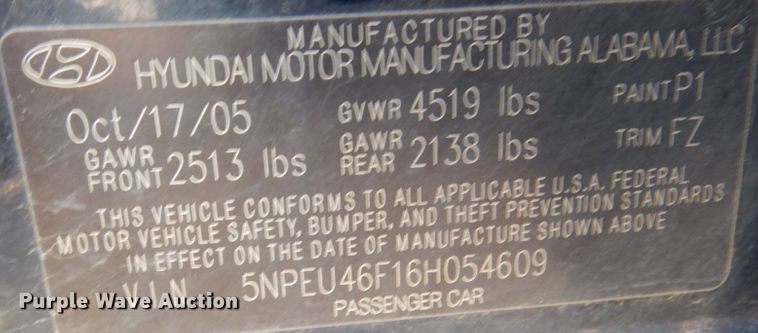 MANUFACTURED BY
HYUNDAI MOTOR MANUFACTURING ALABAMA, LLC
Oct/17/05 GVWR 4519 lbs PAINT P1
GAWR FRONT 2513 lbs GAWR REAR 2138 lbs TRIM FZ
THIS VEHICLE CONFORMS TO ALL APPLICABLE U.S.A. FEDERAL
MOTOR VEHICLE SAFETY, BUMPER, AND THEFT PREVENTION STANDARDS
IN EFFECT ON THE DATE OF MANUFACTURE SHOWN ABOVE
V.I.N 5NPEU46F16H054609
PASSENGER CAR
Purple Wave Auction